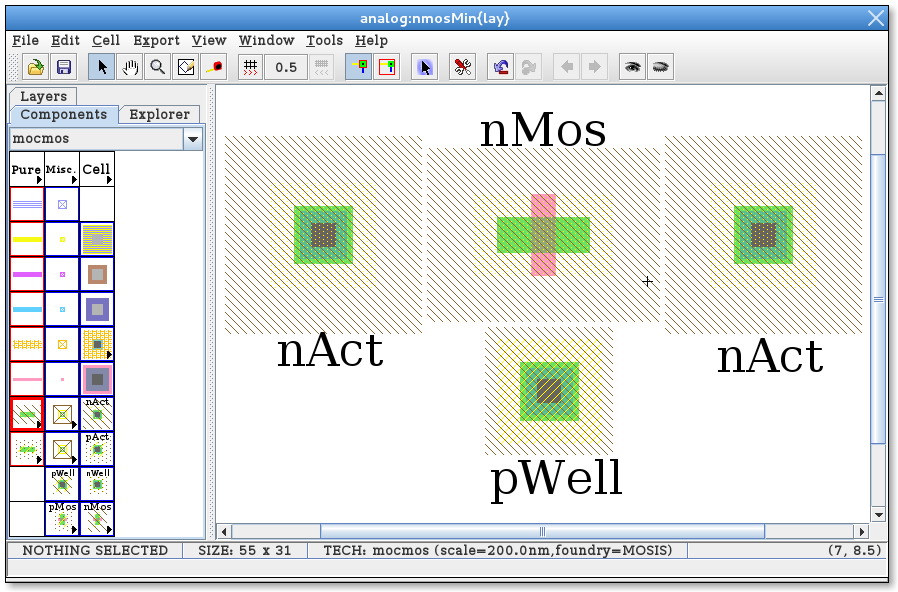 analog:nmosMin{lay}
File Edit Cell Export View Window Tools Help
0.5
Layers
Components Explorer
mocmos
Pure Misc. Cell
nAct
pAct
pWell nWell
pMos nMos
nMos
nAct
nAct
pWell
NOTHING SELECTED SIZE: 55 x 31 TECH: mocmos (scale=200.0nm,foundry=MOSIS) (7, 8.5)